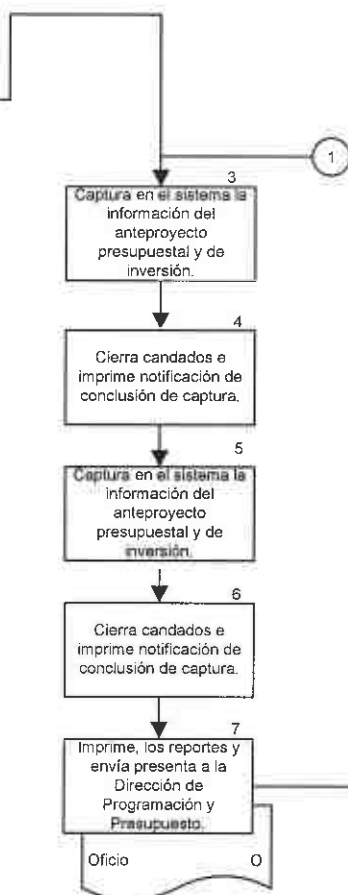 1
3
Captura en el sistema la
información del
anteproyecto
presupuestal y de
inversión.
4
Cierra candados e
imprime notificación de
conclusión de captura.
5
Captura en el sistema la
información del
anteproyecto
presupuestal y de
inversión.
6
Cierra candados e
imprime notificación de
conclusión de captura.
7
Imprime, los reportes y
envía presenta a la
Dirección de
Programación y
Presupuesto.
Oficio O